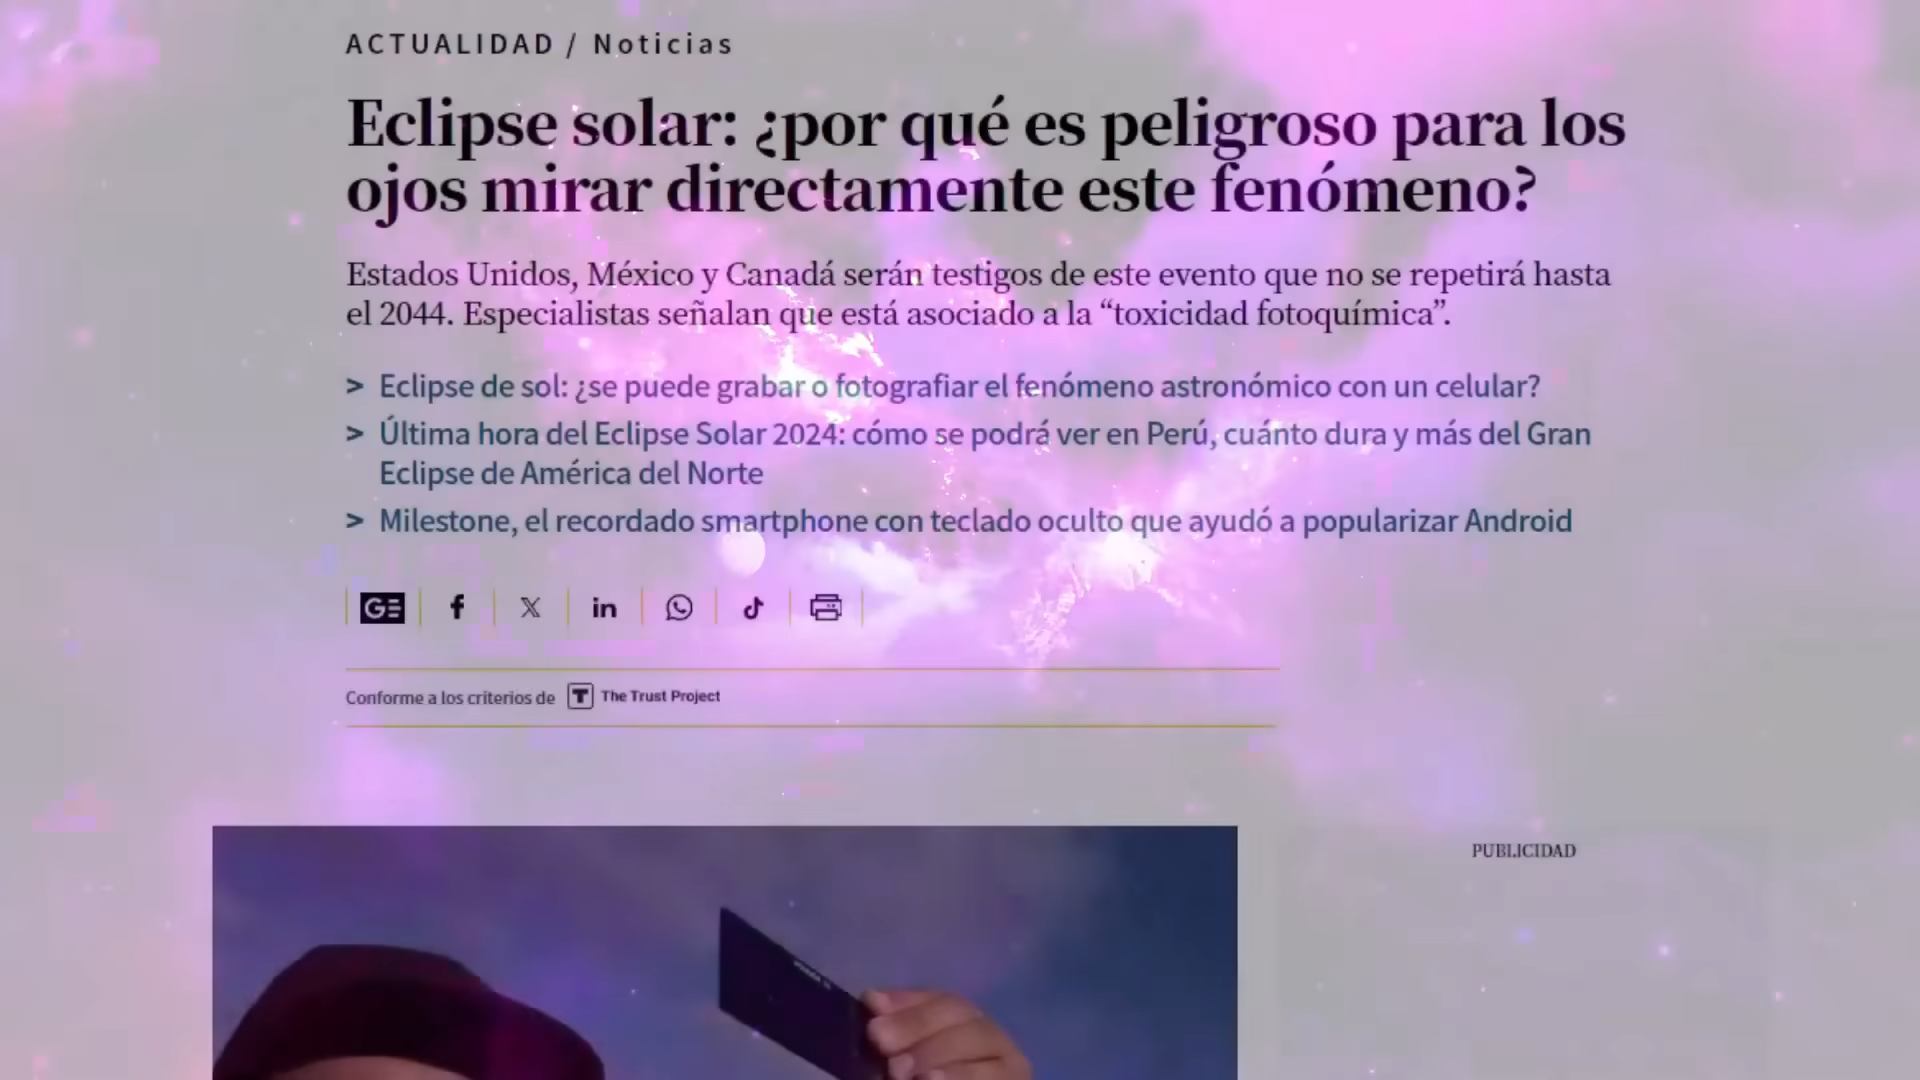 ACTUALIDAD / Noticias
Eclipse solar: ¿por qué es peligroso para los
ojos mirar directamente este fenómeno?
Estados Unidos, México y Canadá serán testigos de este evento que no se repetirá hasta
el 2044. Especialistas señalan que está asociado a la “toxicidad fotoquímica”.
> Eclipse de sol: ¿se puede grabar o fotografiar el fenómeno astronómico con un celular?
> Última hora del Eclipse Solar 2024: cómo se podrá ver en Perú, cuánto dura y más del Gran
Eclipse de América del Norte
> Milestone, el recordado smartphone con teclado oculto que ayudó a popularizar Android
GE f X in
Conforme a los criterios de T The Trust Project
PUBLICIDAD